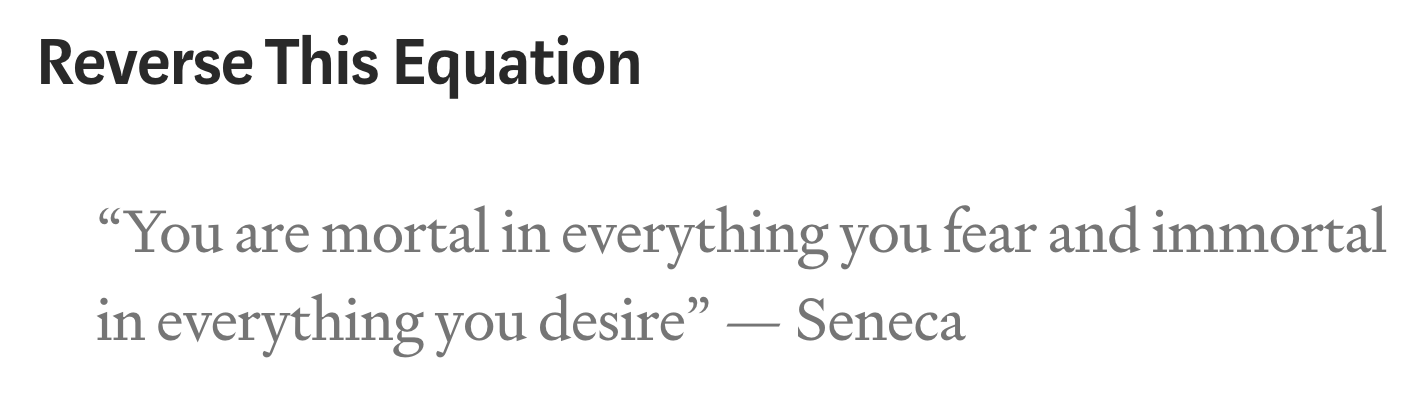 Reverse This Equation
“You are mortal in everything you fear and immortal
in everything you desire” — Seneca